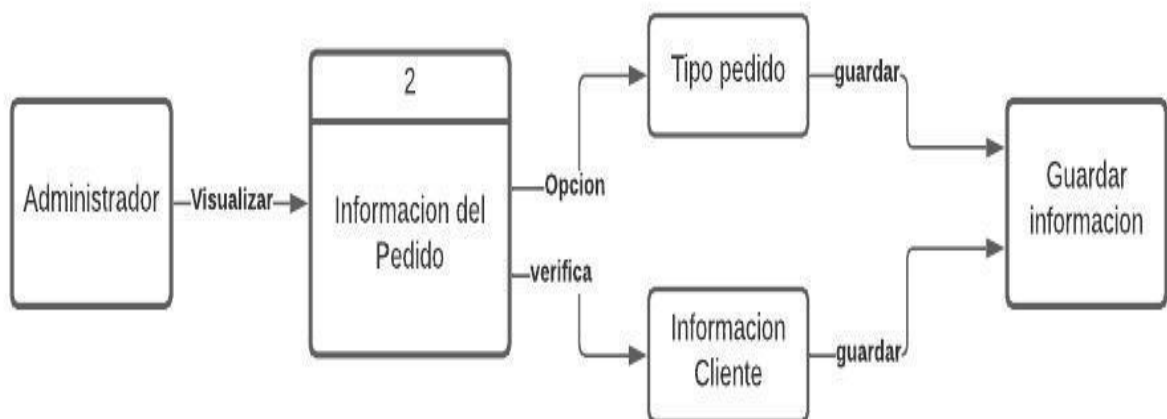 Administrador
Visualizar
2
Informacion del
Pedido
Opcion
verifica
Tipo pedido
guardar
Informacion
Cliente
guardar
Guardar
informacion